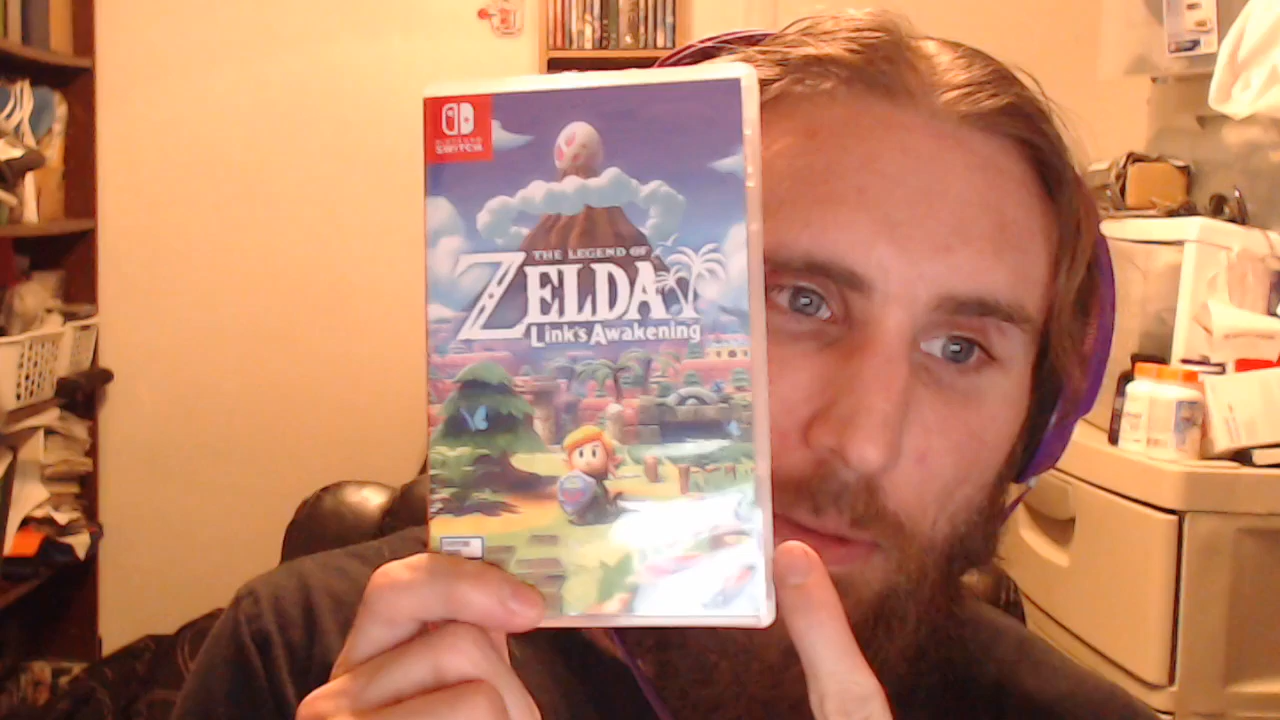 NINTENDO
SWITCH
THE LEGEND OF
ZELDA
Link's Awakening